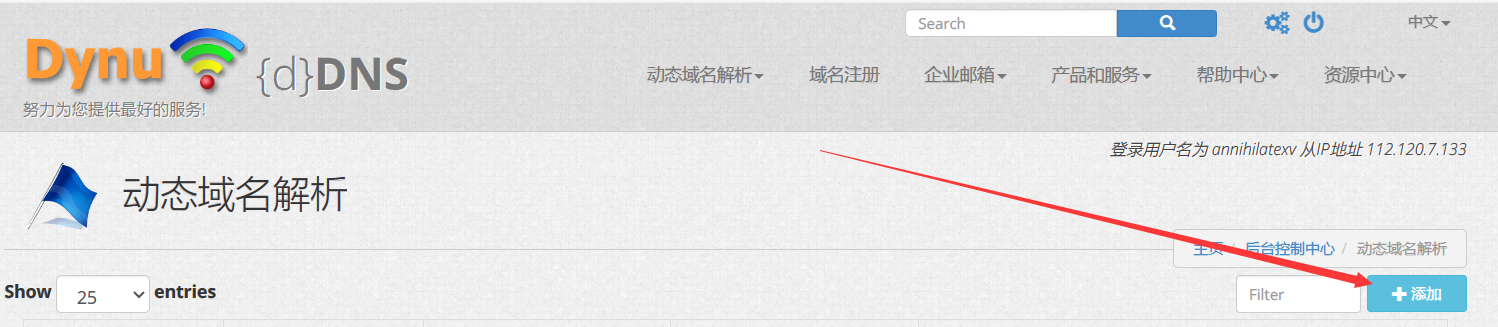 Search
中文
Dynu {d}DNS
动态域名解析 域名注册 企业邮箱 产品和服务 帮助中心 资源中心
努力为您提供最好的服务!
登录用户名为 annihilatexv 从IP地址 112.120.7.133
动态域名解析
主页 / 后台控制中心 / 动态域名解析
Show 25 entries
Filter 添加